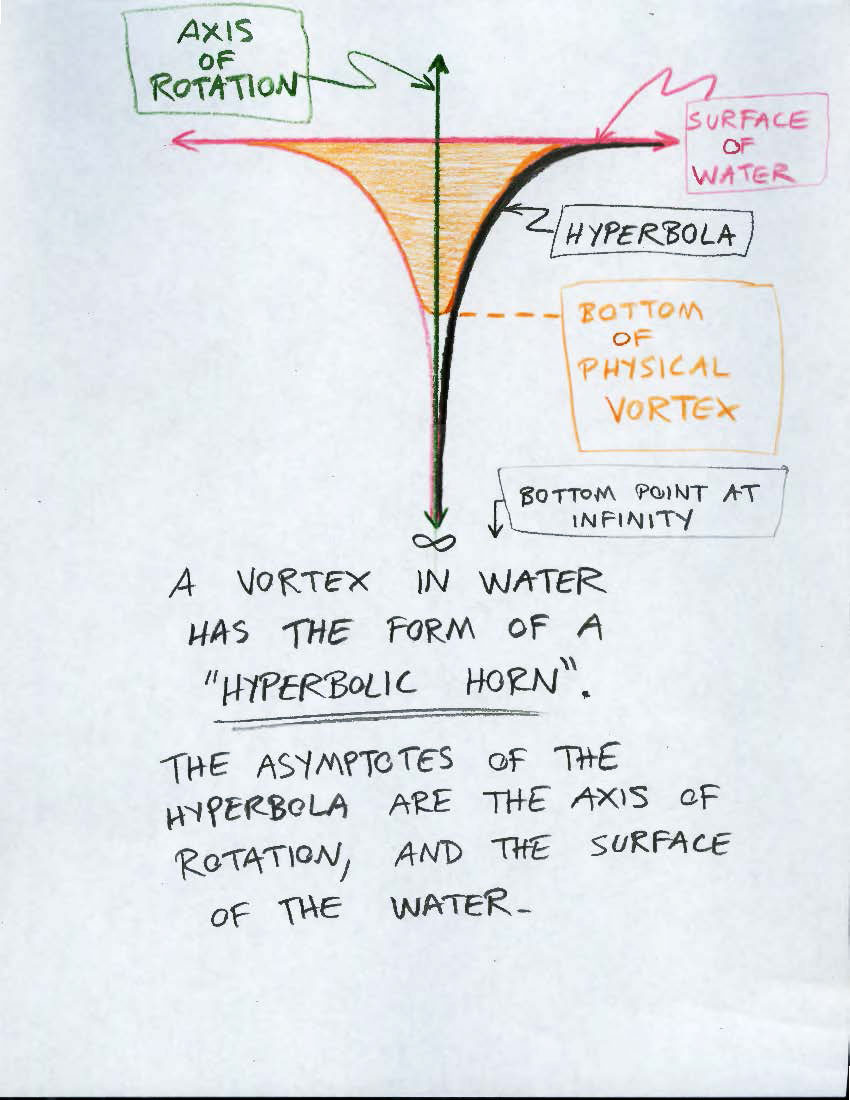 AXIS
OF
ROTATION
SURFACE
OF
WATER
HYPERBOLA
BOTTOM
OF
PHYSICAL
VORTEX
BOTTOM POINT AT
INFINITY
∞
A VORTEX IN WATER
HAS THE FORM OF A
"HYPERBOLIC HORN".
THE ASYMPTOTES OF THE
HYPERBOLA ARE THE AXIS OF
ROTATION, AND THE SURFACE
OF THE WATER.